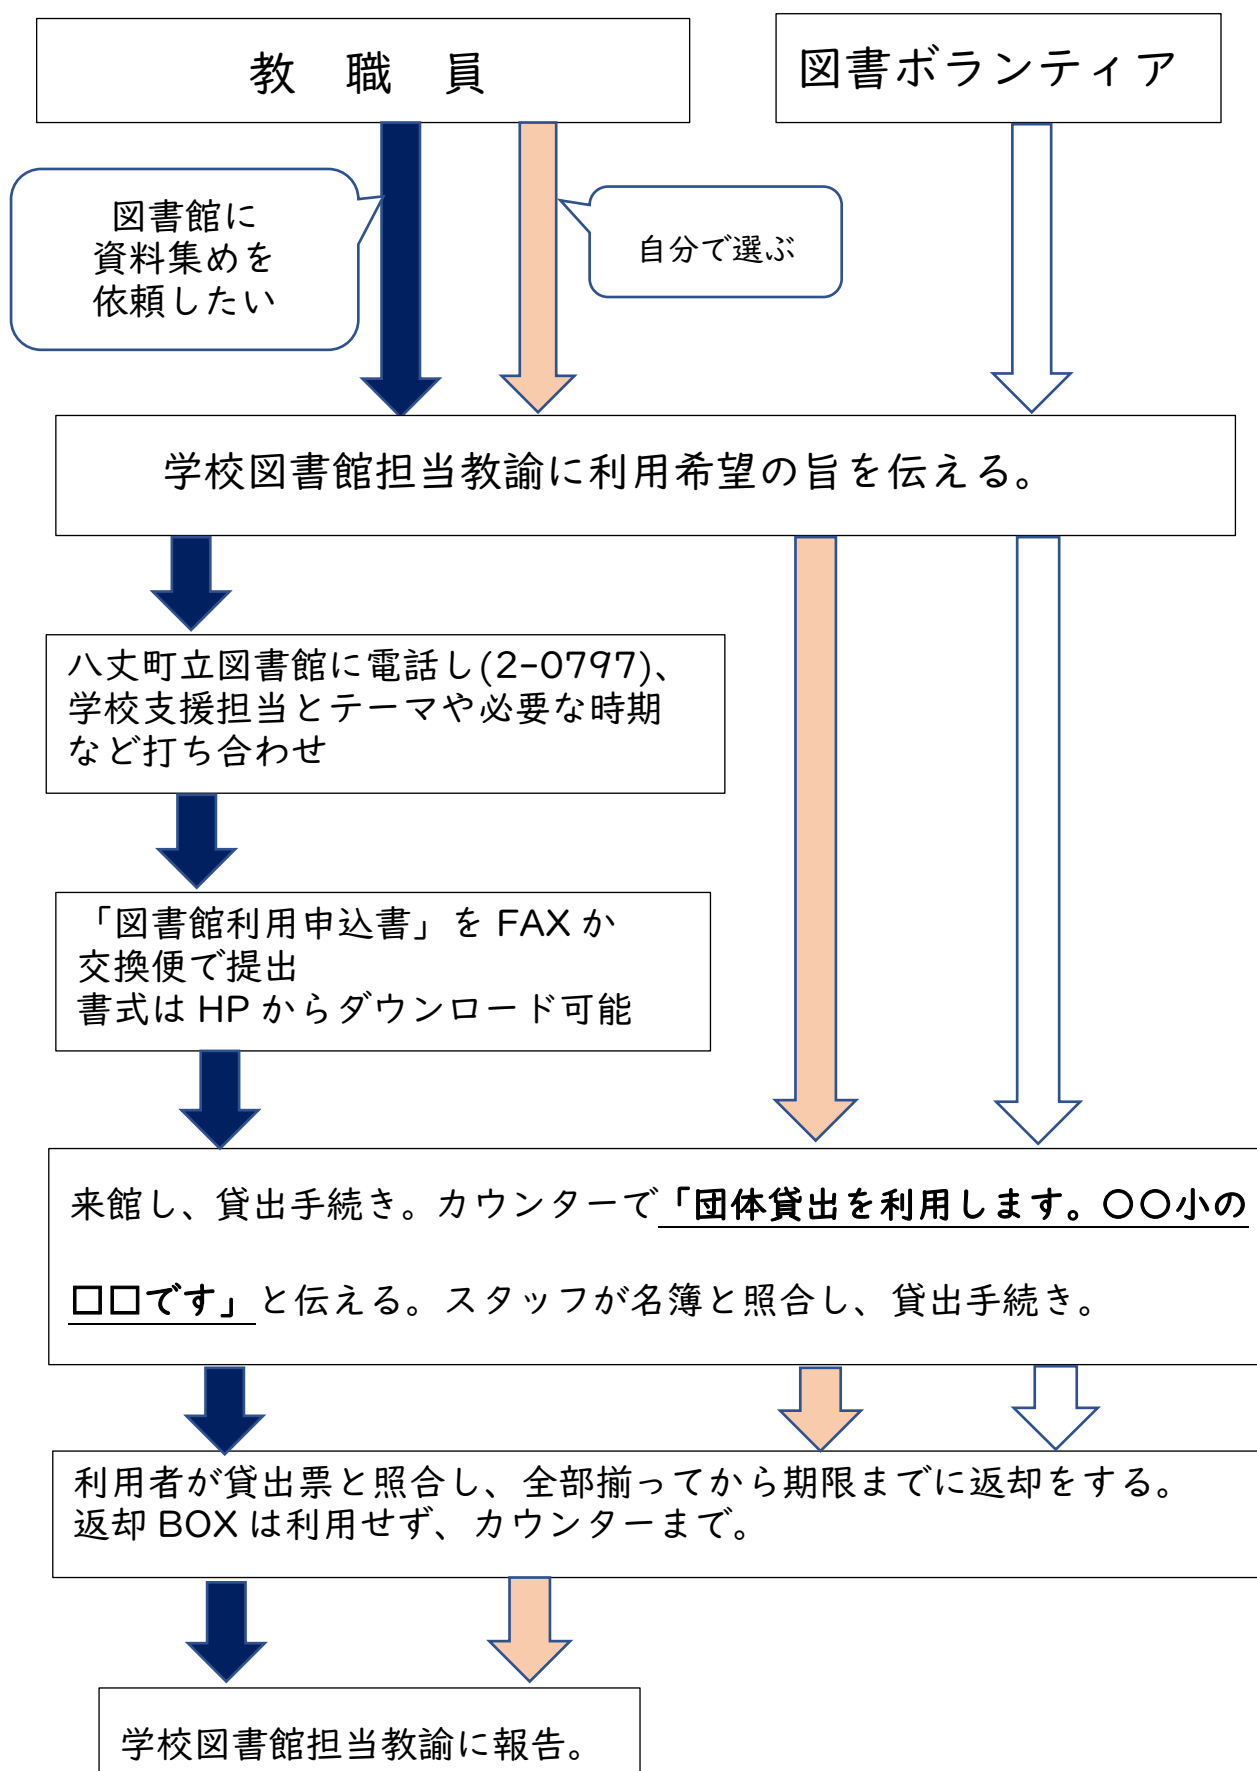 教　職　員
図書ボランティア
図書館に
資料集めを
依頼したい
自分で選ぶ
学校図書館担当教諭に利用希望の旨を伝える。
八丈町立図書館に電話し(2-0797)、
学校支援担当とテーマや必要な時期
など打ち合わせ
「図書館利用申込書」を FAX か
交換便で提出
書式は HP からダウンロード可能
来館し、貸出手続き。カウンターで「団体貸出を利用します。〇〇小の
□□です」と伝える。スタッフが名簿と照合し、貸出手続き。
利用者が貸出票と照合し、全部揃ってから期限までに返却をする。
返却 BOX は利用せず、カウンターまで。
学校図書館担当教諭に報告。